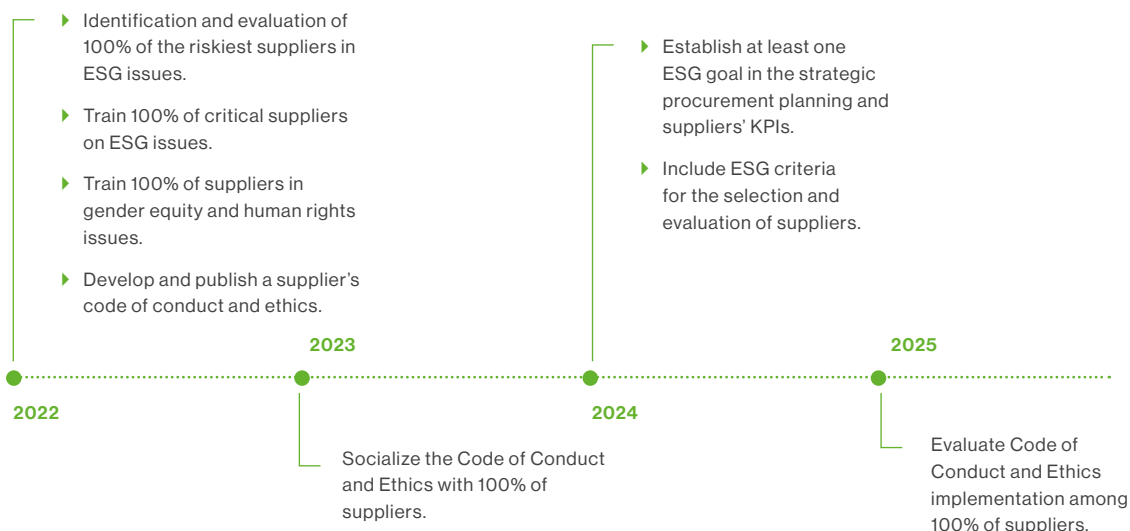 Identification and evaluation of
100% of the riskiest suppliers in
ESG issues.
Train 100% of critical suppliers
on ESG issues.
Train 100% of suppliers in
gender equity and human rights
issues.
Develop and publish a supplier’s
code of conduct and ethics.
2022
2023
Socialize the Code of Conduct
and Ethics with 100% of
suppliers.
Establish at least one
ESG goal in the strategic
procurement planning and
suppliers’ KPIs.
Include ESG criteria
for the selection and
evaluation of suppliers.
2024
2025
Evaluate Code of
Conduct and Ethics
implementation among
100% of suppliers.